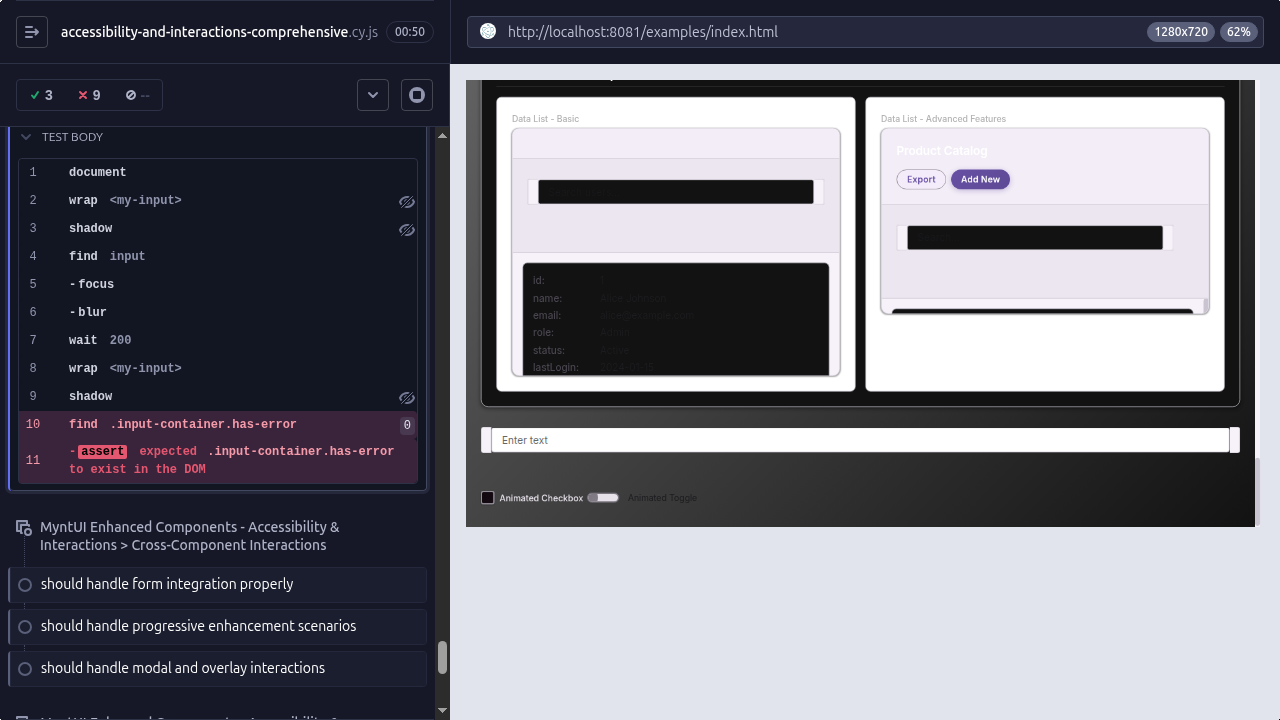 accessibility-and-interactions-comprehensive.cy.js 00:50
3 9 --
TEST BODY
1 document
2 wrap <my-input>
3 shadow
4 find input
5 -focus
6 -blur
7 wait 200
8 wrap <my-input>
9 shadow
10 find .input-container.has-error 0
11 -assert expected .input-container.has-error
to exist in the DOM
MyntUI Enhanced Components - Accessibility &
Interactions > Cross-Component Interactions
should handle form integration properly
should handle progressive enhancement scenarios
should handle modal and overlay interactions
http://localhost:8081/examples/index.html
1280x720 62%
Data List - Basic
id:
name: Alice Johnson
email:
role: Admin
status: Active
lastLogin:
Data List - Advanced Features
Product Catalog
Export Add New
Enter text
Animated Checkbox Animated Toggle